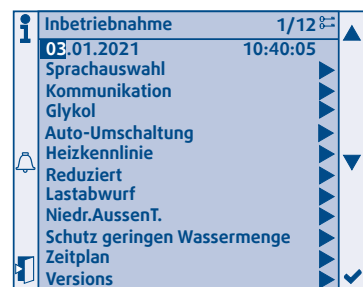 Inbetriebnahme 1/12
03.01.2021 10:40:05
Sprachauswahl
Kommunikation
Glykol
Auto-Umschaltung
Heizkennlinie
Reduziert
Lastabwurf
Niedr.AussenT.
Schutz geringen Wassermenge
Zeitplan
Versions